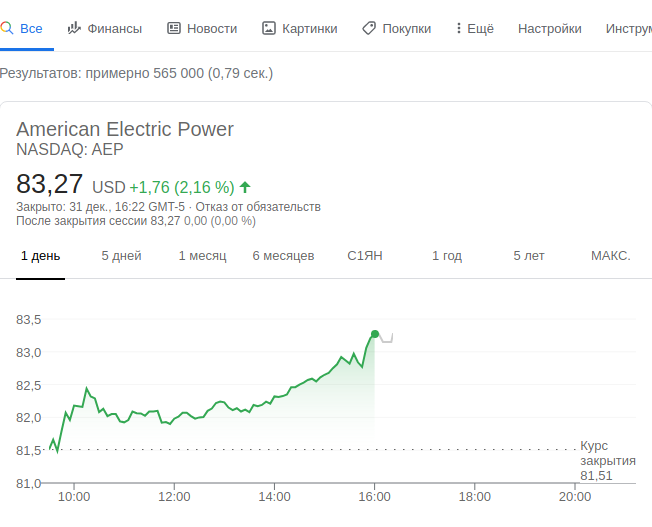 Все Финансы Новости Картинки Покупки Ещё Настройки Инструм
Результатов: примерно 565 000 (0,79 сек.)
American Electric Power
NASDAQ: AEP
83,27 USD +1,76 (2,16 %)
Закрыто: 31 дек., 16:22 GMT-5 · Отказ от обязательств
После закрытия сессии 83,27 0,00 (0,00 %)
1 день 5 дней 1 месяц 6 месяцев С1ЯН 1 год 5 лет МАКС.
83,5
83,0
82,5
82,0
81,5
81,0
Курс
закрытия
81,51
10:00 12:00 14:00 16:00 18:00 20:00